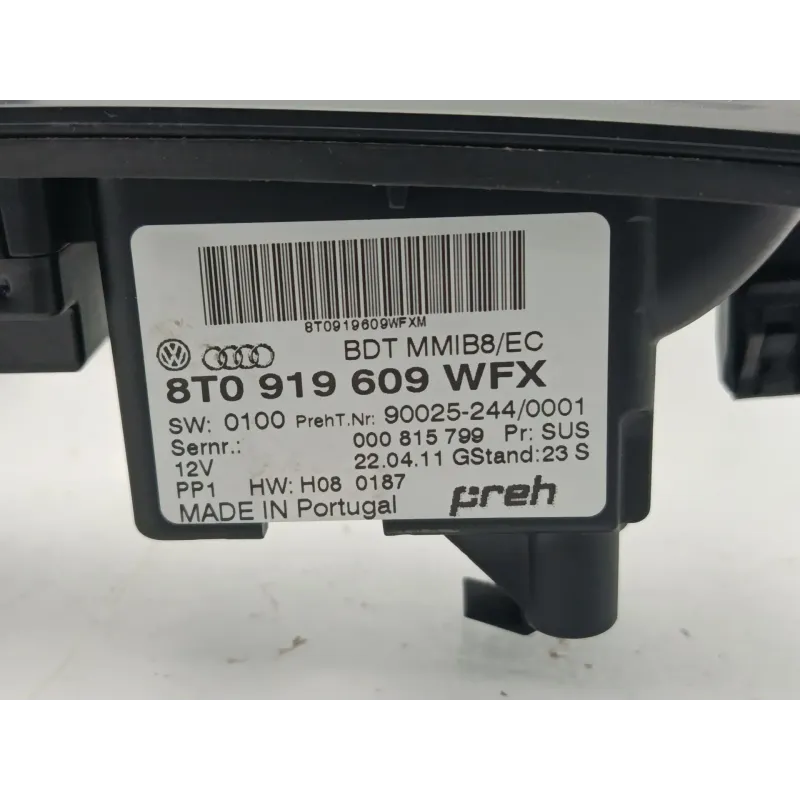 8T0919609WFXM
BDT MMIB8/EC
8T0 919 609 WFX
SW: 0100 PrehT.Nr: 90025-244/0001
Sernr.: 000 815 799 Pr: SUS
12V 22.04.11 GStand: 23 S
PP1 HW: H08 0187
MADE IN Portugal preh